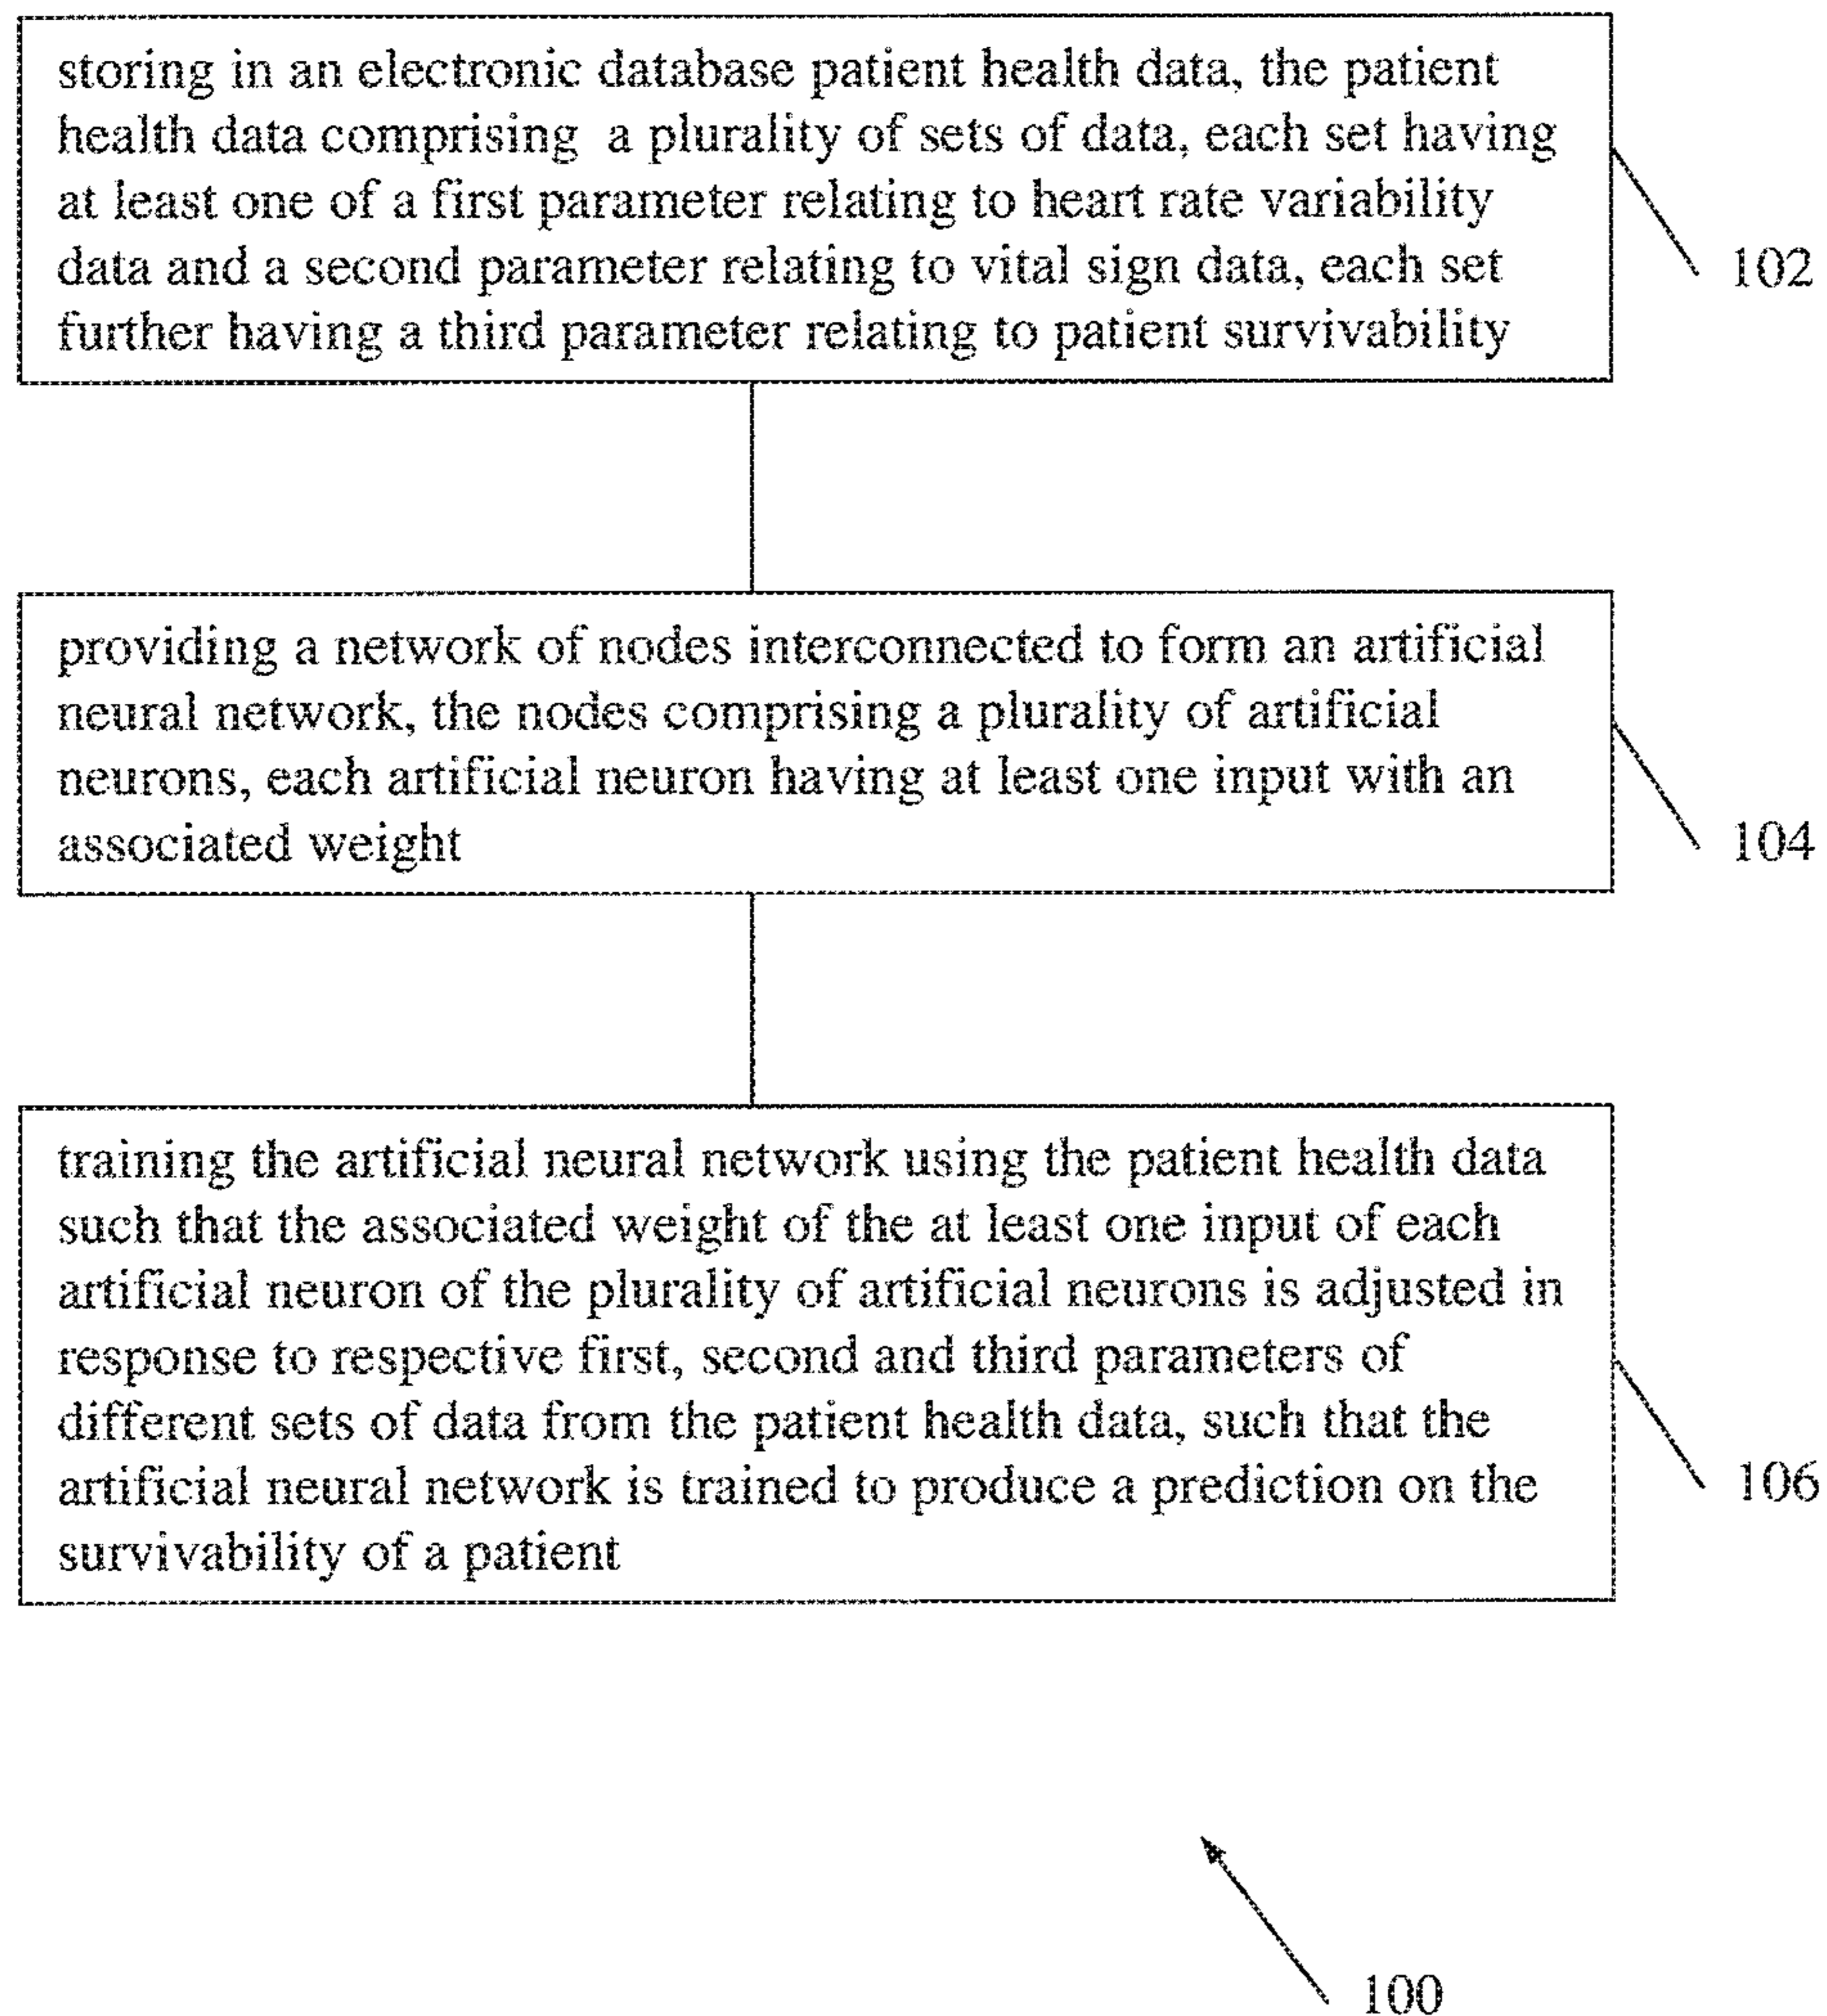 storing in an electronic database patient health data, the patient
health data comprising a plurality of sets of data, each set having
at least one of a first parameter relating to heart rate variability
data and a second parameter relating to vital sign data, each set
further having a third parameter relating to patient survivability
102
providing a network of nodes interconnected to form an artificial
neural network, the nodes comprising a plurality of artificial
neurons, each artificial neuron having at least one input with an
associated weight
104
training the artificial neural network using the patient health data
such that the associated weight of the at least one input of each
artificial neuron of the plurality of artificial neurons is adjusted in
response to respective first, second and third parameters of
different sets of data from the patient health data, such that the
artificial neural network is trained to produce a prediction on the
survivability of a patient
106
100